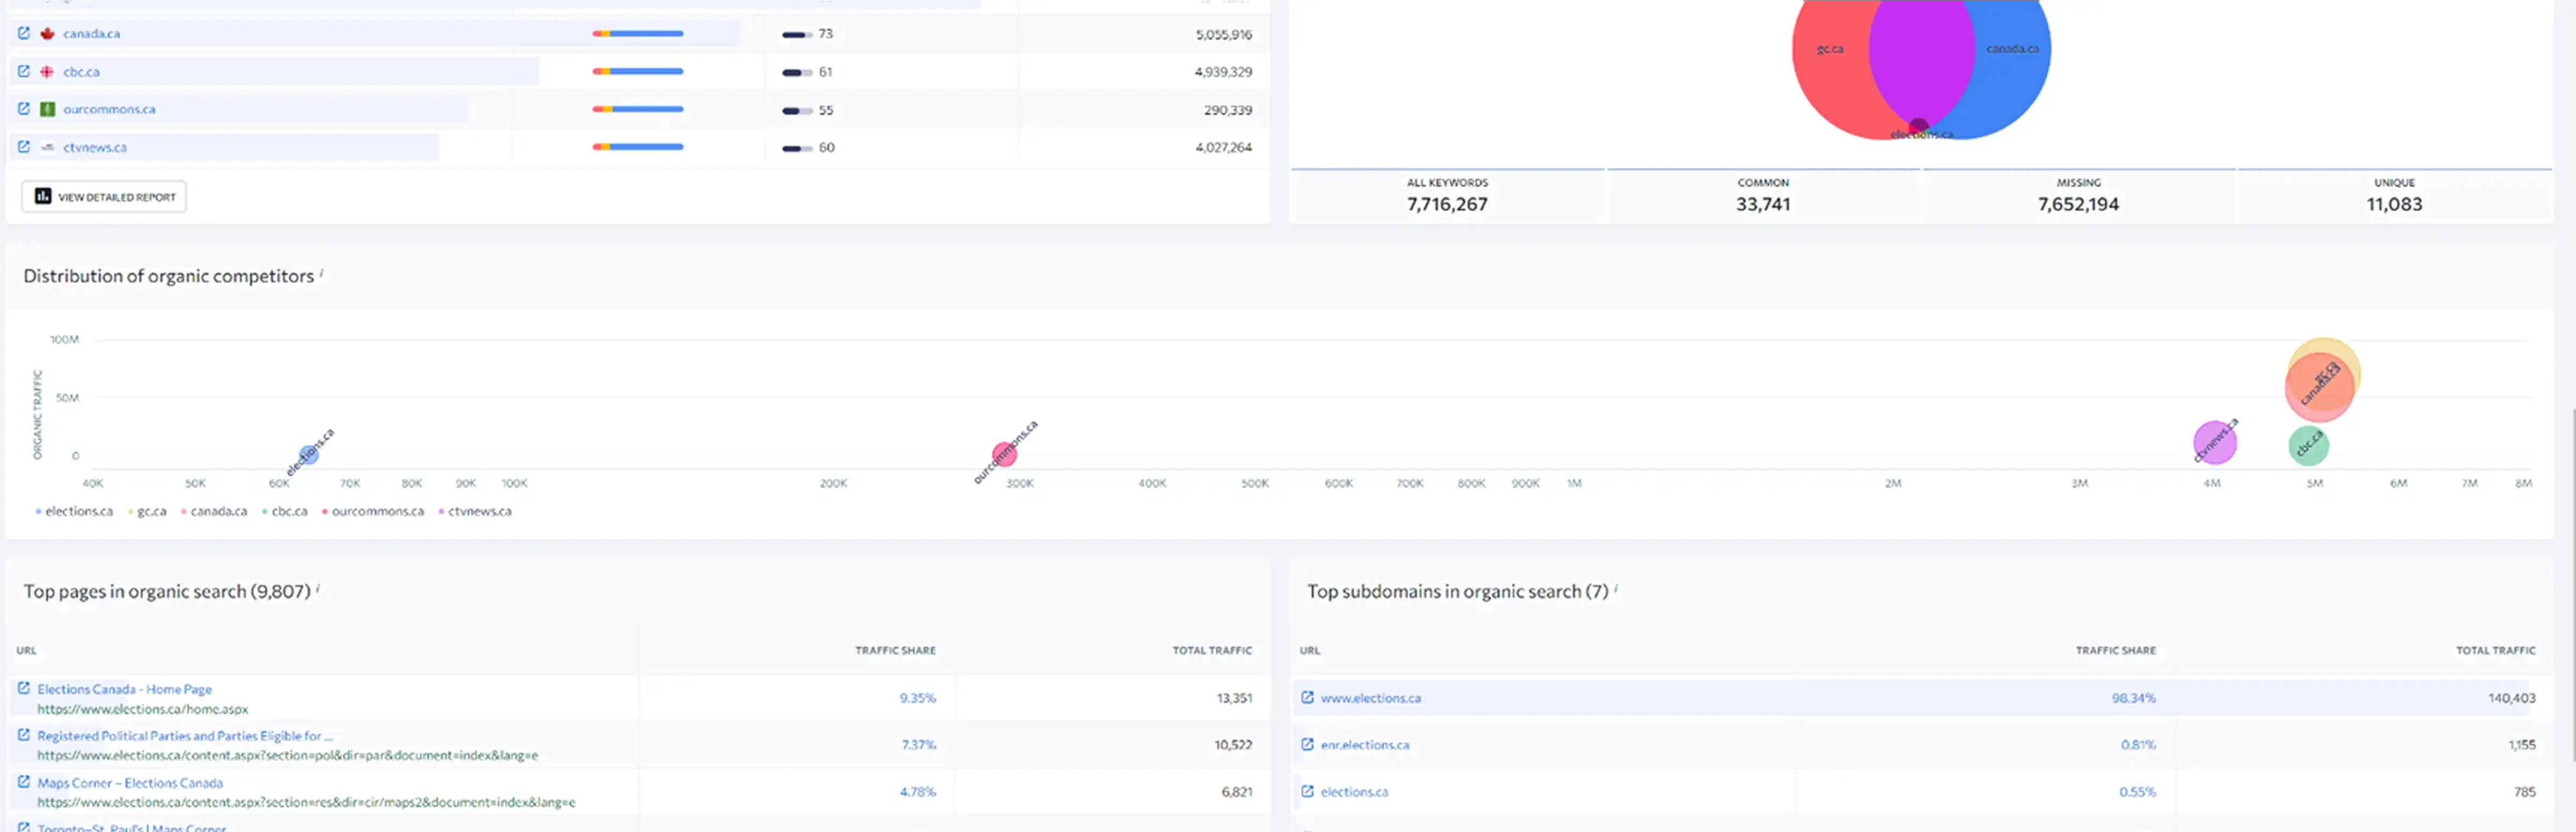 canada.ca 73 5,055,916
cbc.ca 61 4,939,329
ourcommons.ca 55 290,339
ctvnews.ca 60 4,027,264
VIEW DETAILED REPORT
gc.ca
canada.ca
elections.ca
ALL KEYWORDS
7,716,267
COMMON
33,741
MISSING
7,652,194
UNIQUE
11,083
Distribution of organic competitors i
ORGANIC TRAFFIC
100M
50M
0
elections.ca
ourcommons.ca
ctvnews.ca
gc.ca
canada.ca
cbc.ca
40K 50K 60K 70K 80K 90K 100K 200K 300K 400K 500K 600K 700K 800K 900K 1M 2M 3M 4M 5M 6M 7M 8M
elections.ca gc.ca canada.ca cbc.ca ourcommons.ca ctvnews.ca
Top pages in organic search (9,807) i
URL TRAFFIC SHARE TOTAL TRAFFIC
Elections Canada - Home Page
https://www.elections.ca/home.aspx
9.35% 13,351
Registered Political Parties and Parties Eligible for ...
https://www.elections.ca/content.aspx?section=pol&dir=par&document=index&lang=e
7.37% 10,522
Maps Corner – Elections Canada
https://www.elections.ca/content.aspx?section=res&dir=cir/maps2&document=index&lang=e
4.78% 6,821
Toronto–St. Paul's | Maps Corner
Top subdomains in organic search (7) i
URL TRAFFIC SHARE TOTAL TRAFFIC
www.elections.ca 98.34% 140,403
enr.elections.ca 0.81% 1,155
elections.ca 0.55% 785